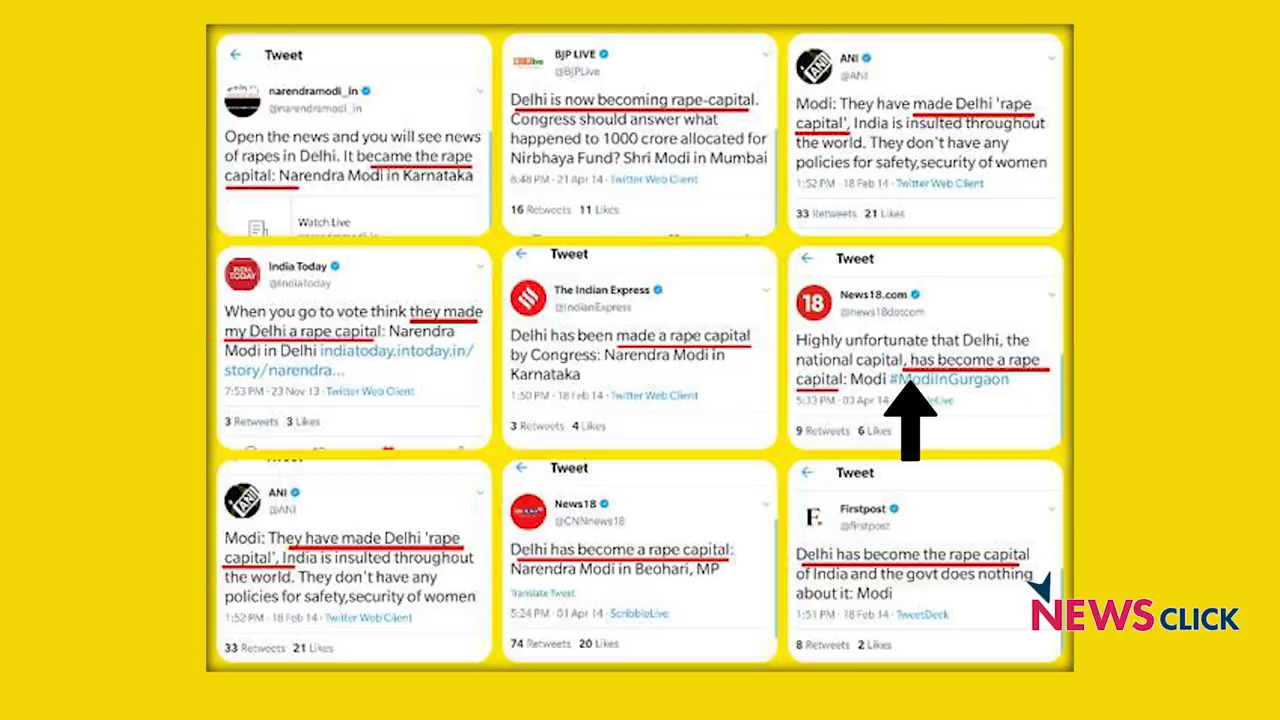 Tweet
narendramodi_in
@narendramodi_in
Open the news and you will see news
of rapes in Delhi. It became the rape
capital: Narendra Modi in Karnataka
Watch Live
BJP LIVE
@BJPLive
Delhi is now becoming rape-capital.
Congress should answer what
happened to 1000 crore allocated for
Nirbhaya Fund? Shri Modi in Mumbai
6:48 PM · 21 Apr 14 · Twitter Web Client
16 Retweets 11 Likes
ANI
@ANI
Modi: They have made Delhi 'rape
capital', India is insulted throughout
the world. They don't have any
policies for safety,security of women
1:52 PM · 18 Feb 14 · Twitter Web Client
33 Retweets 21 Likes
INDIA
TODAY
India Today
@IndiaToday
When you go to vote think they made
my Delhi a rape capital: Narendra
Modi in Delhi indiatoday.intoday.in/
story/narendra...
7:53 PM · 23 Nov 13 · Twitter Web Client
3 Retweets 3 Likes
Tweet
The Indian Express
@IndianExpress
Delhi has been made a rape capital
by Congress: Narendra Modi in
Karnataka
1:50 PM · 18 Feb 14 · Twitter Web Client
3 Retweets 4 Likes
Tweet
18
News18.com
@news18dotcom
Highly unfortunate that Delhi, the
national capital, has become a rape
capital: Modi #ModiInGurgaon
5:33 PM · 03 Apr 14
9 Retweets 6 Likes
ANI
ANI
@ANI
Modi: They have made Delhi 'rape
capital', India is insulted throughout
the world. They don't have any
policies for safety,security of women
1:52 PM · 18 Feb 14 · Twitter Web Client
33 Retweets 21 Likes
Tweet
News18
@CNNnews18
Delhi has become a rape capital:
Narendra Modi in Beohari, MP
Translate Tweet
5:24 PM · 01 Apr 14 · ScribbleLive
74 Retweets 20 Likes
Tweet
F.
Firstpost
@firstpost
Delhi has become the rape capital
of India and the govt does nothing
about it: Modi
1:51 PM · 18 Feb 14 · TweetDeck
8 Retweets 2 Likes
NEWS CLICK